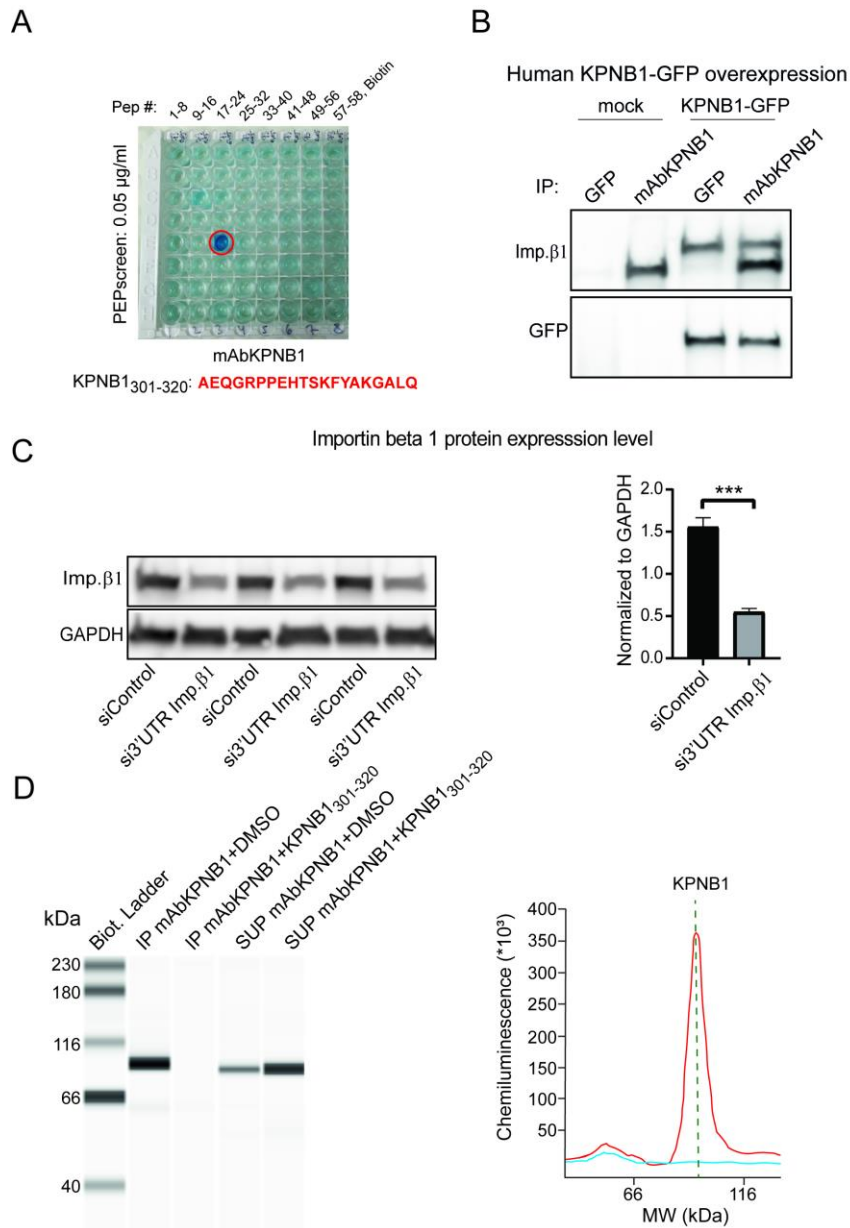 A
Pep #:
1-8
9-16
17-24
25-32
33-40
41-48
49-56
57-58, Biotin
PEPscreen: 0.05 µg/ml
mAbKPNB1
KPNB1301-320: AEQGRPPEHTSKFYAKGALQ
B
Human KPNB1-GFP overexpression
mock
KPNB1-GFP
IP:
GFP
mAbKPNB1
GFP
mAbKPNB1
Imp.β1
GFP
Importin beta 1 protein expresssion level
C
Imp.β1
GAPDH
siControl
si3'UTR Imp.β1
siControl
si3'UTR Imp.β1
siControl
si3'UTR Imp.β1
Normalized to GAPDH
2.0
1.5
1.0
0.5
0.0
***
siControl
si3'UTR Imp.β1
D
kDa
Biot. Ladder
IP mAbKPNB1+DMSO
IP mAbKPNB1+KPNB1301-320
SUP mAbKPNB1+DMSO
SUP mAbKPNB1+KPNB1301-320
230
180
116
66
40
KPNB1
Chemiluminescence (*10³)
400
350
300
250
200
150
100
50
66
116
MW (kDa)